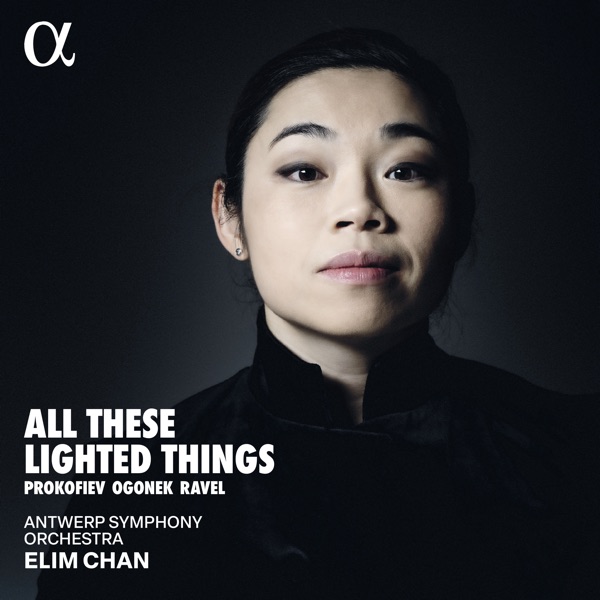 α
ALL THESE
LIGHTED THINGS
PROKOFIEV OGONEK RAVEL
ANTWERP SYMPHONY
ORCHESTRA
ELIM CHAN